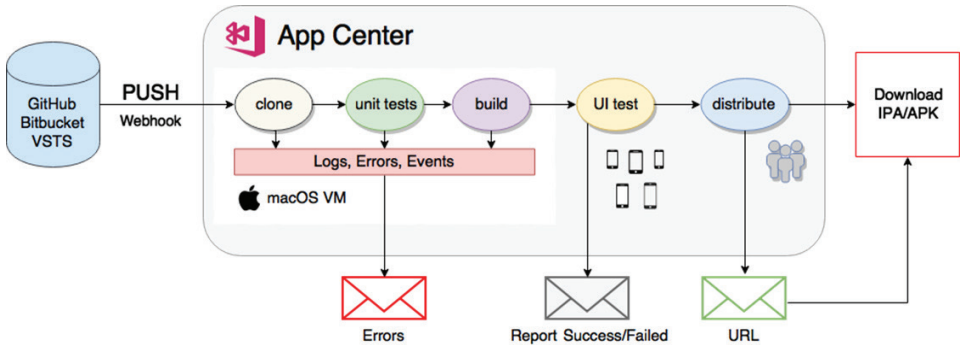 App Center
GitHub
Bitbucket
VSTS
PUSH
Webhook
clone
unit tests
build
UI test
distribute
Download
IPA/APK
Logs, Errors, Events
macOS VM
Errors
Report Success/Failed
URL